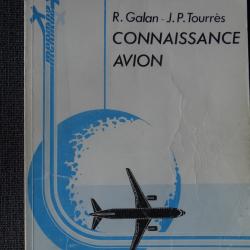 R. Galan - J.P. Tourrès
CONNAISSANCE
AVION